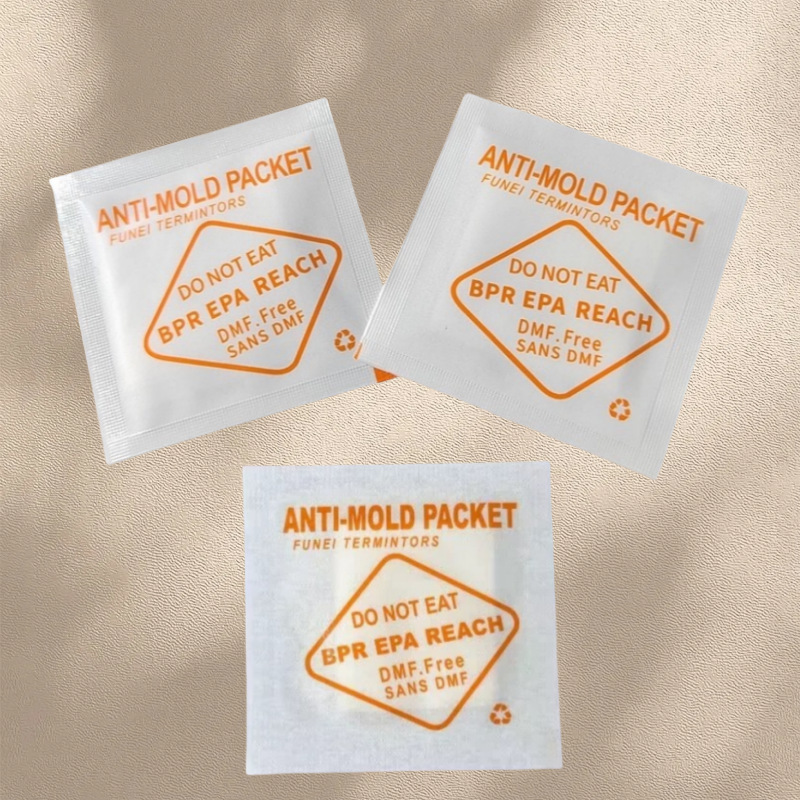 ANTI-MOLD PACKET
FUNEI TERMINTORS
DO NOT EAT
BPR EPA REACH
DMF.Free
SANS DMF
ANTI-MOLD PACKET
FUNEI TERMINTORS
DO NOT EAT
BPR EPA REACH
DMF.Free
SANS DMF
ANTI-MOLD PACKET
FUNEI TERMINTORS
DO NOT EAT
BPR EPA REACH
DMF.Free
SANS DMF